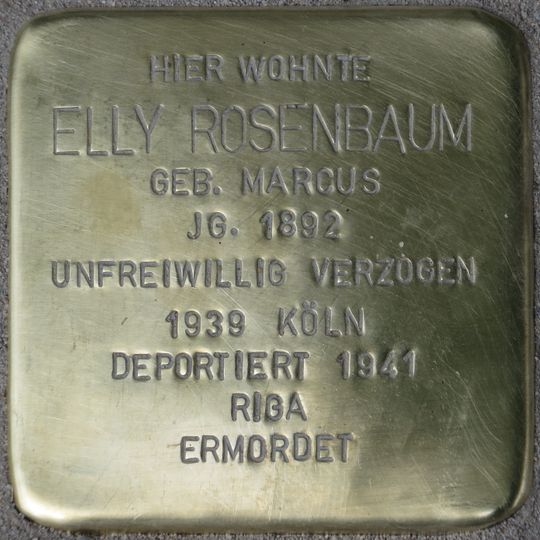 HIER WOHNTE
ELLY ROSENBAUM
GEB. MARCUS
JG. 1892
UNFREIWILLIG VERZOGEN
1939 KÖLN
DEPORTIERT 1941
RIGA
ERMORDET